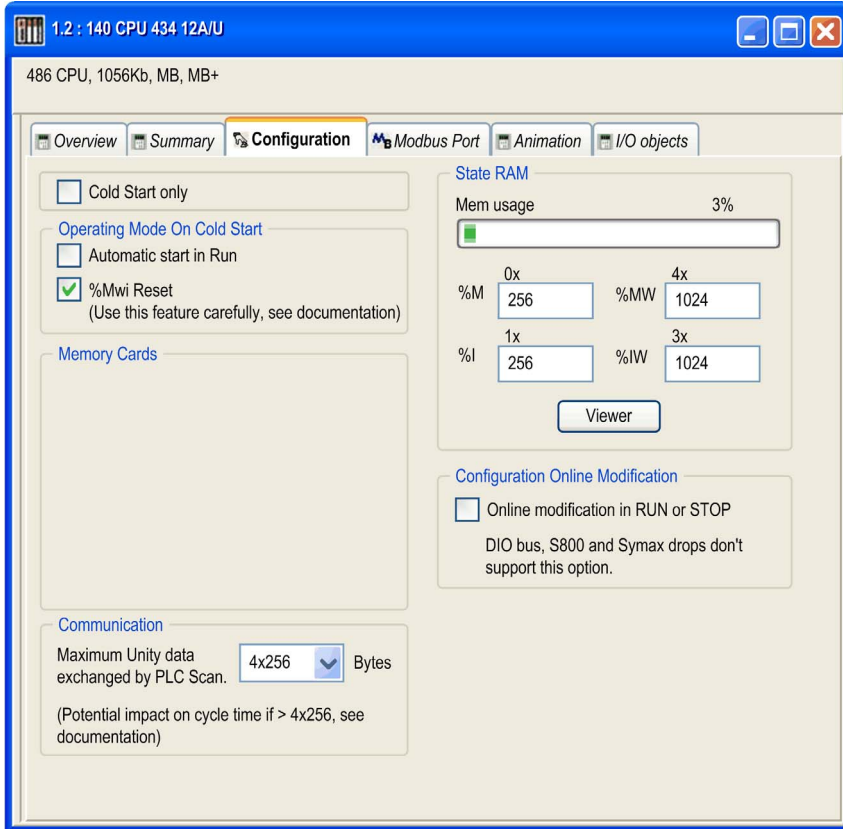 1.2 : 140 CPU 434 12A/U
486 CPU, 1056Kb, MB, MB+
Overview
Summary
Configuration
MB Modbus Port
Animation
I/O objects
Cold Start only
Operating Mode On Cold Start
Automatic start in Run
%Mwi Reset
(Use this feature carefully, see documentation)
Memory Cards
Communication
Maximum Unity data
exchanged by PLC Scan.
4x256
Bytes
(Potential impact on cycle time if > 4x256, see
documentation)
State RAM
Mem usage
3%
0x
4x
%M
256
%MW
1024
1x
3x
%I
256
%IW
1024
Viewer
Configuration Online Modification
Online modification in RUN or STOP
DIO bus, S800 and Symax drops don't
support this option.